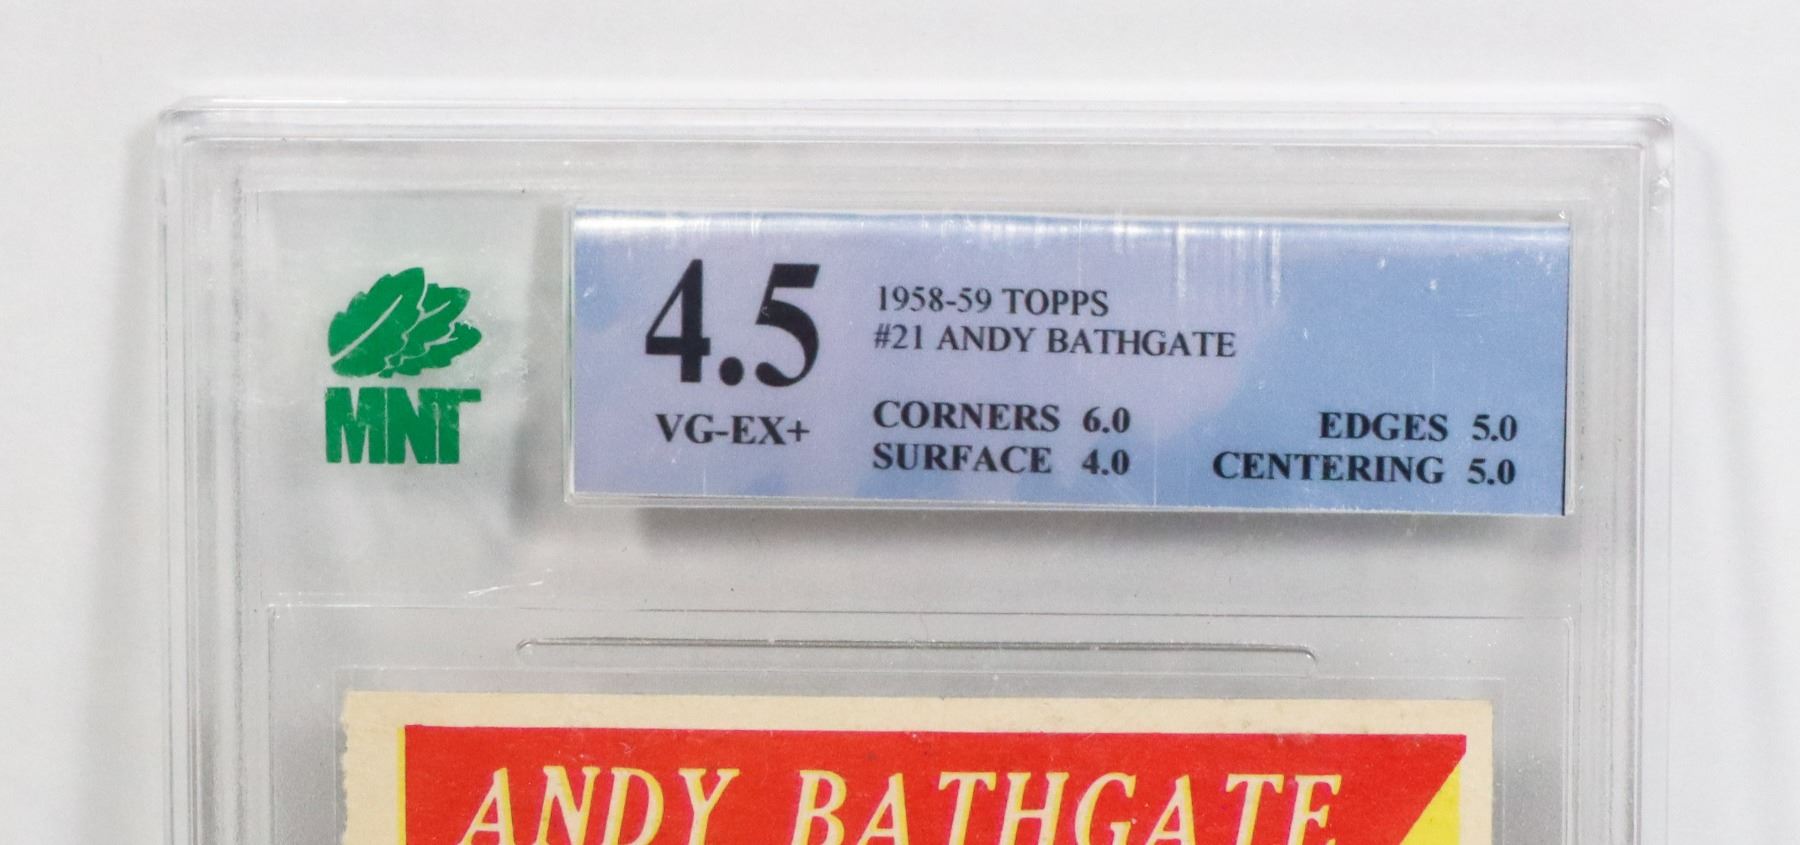 MNT
4.5
VG-EX+
1958-59 TOPPS
#21 ANDY BATHGATE
CORNERS 6.0
EDGES 5.0
SURFACE 4.0
CENTERING 5.0
ANDY BATHGATE